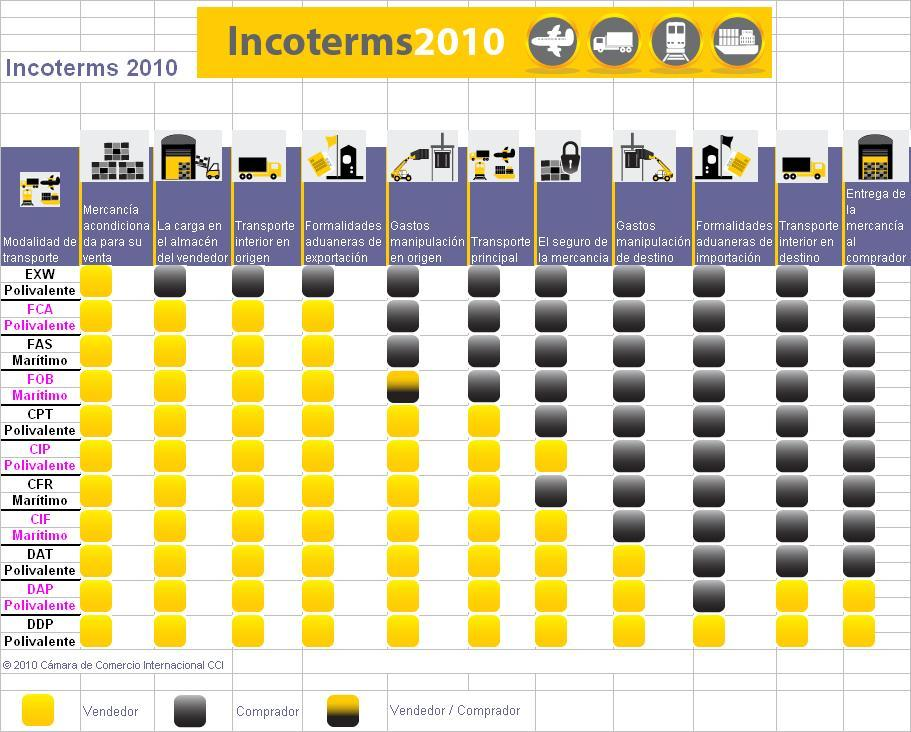 Incoterms2010
Incoterms 2010
Modalidad de
transporte
Mercancía
acondiciona
da para su
venta
La carga en
el almacén
del vendedor
Transporte
interior en
origen
Formalidades
aduaneras de
exportación
Gastos
manipulación
en origen
Transporte
principal
El seguro de
la mercancia
Gastos
manipulación
de destino
Formalidades
aduaneras de
importación
Transporte
interior en
destino
Entrega de
la
mercancía
al
comprador
EXW
Polivalente
FCA
Polivalente
FAS
Marítimo
FOB
Marítimo
CPT
Polivalente
CIP
Polivalente
CFR
Marítimo
CIF
Marítimo
DAT
Polivalente
DAP
Polivalente
DDP
Polivalente
© 2010 Cámara de Comercio Internacional CCI
Vendedor
Comprador
Vendedor / Comprador